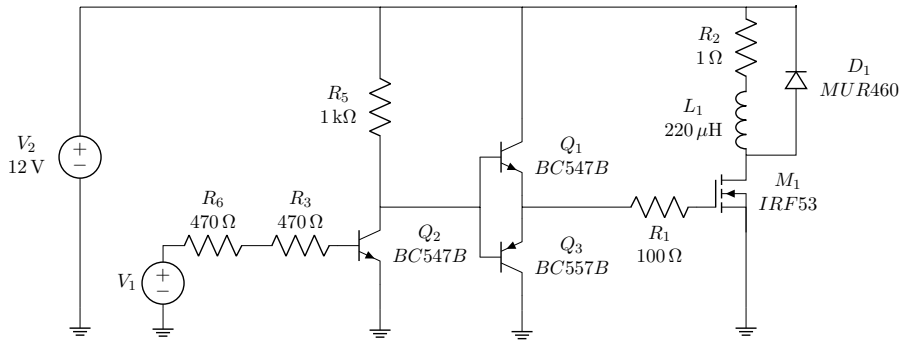 R₂
1 Ω
D₁
MUR460
R₅
1 kΩ
L₁
220 μH
V₂
12 V
Q₁
BC547B
M₁
IRF53
R₆
470 Ω
R₃
470 Ω
Q₂
BC547B
R₁
100 Ω
Q₃
BC557B
V₁